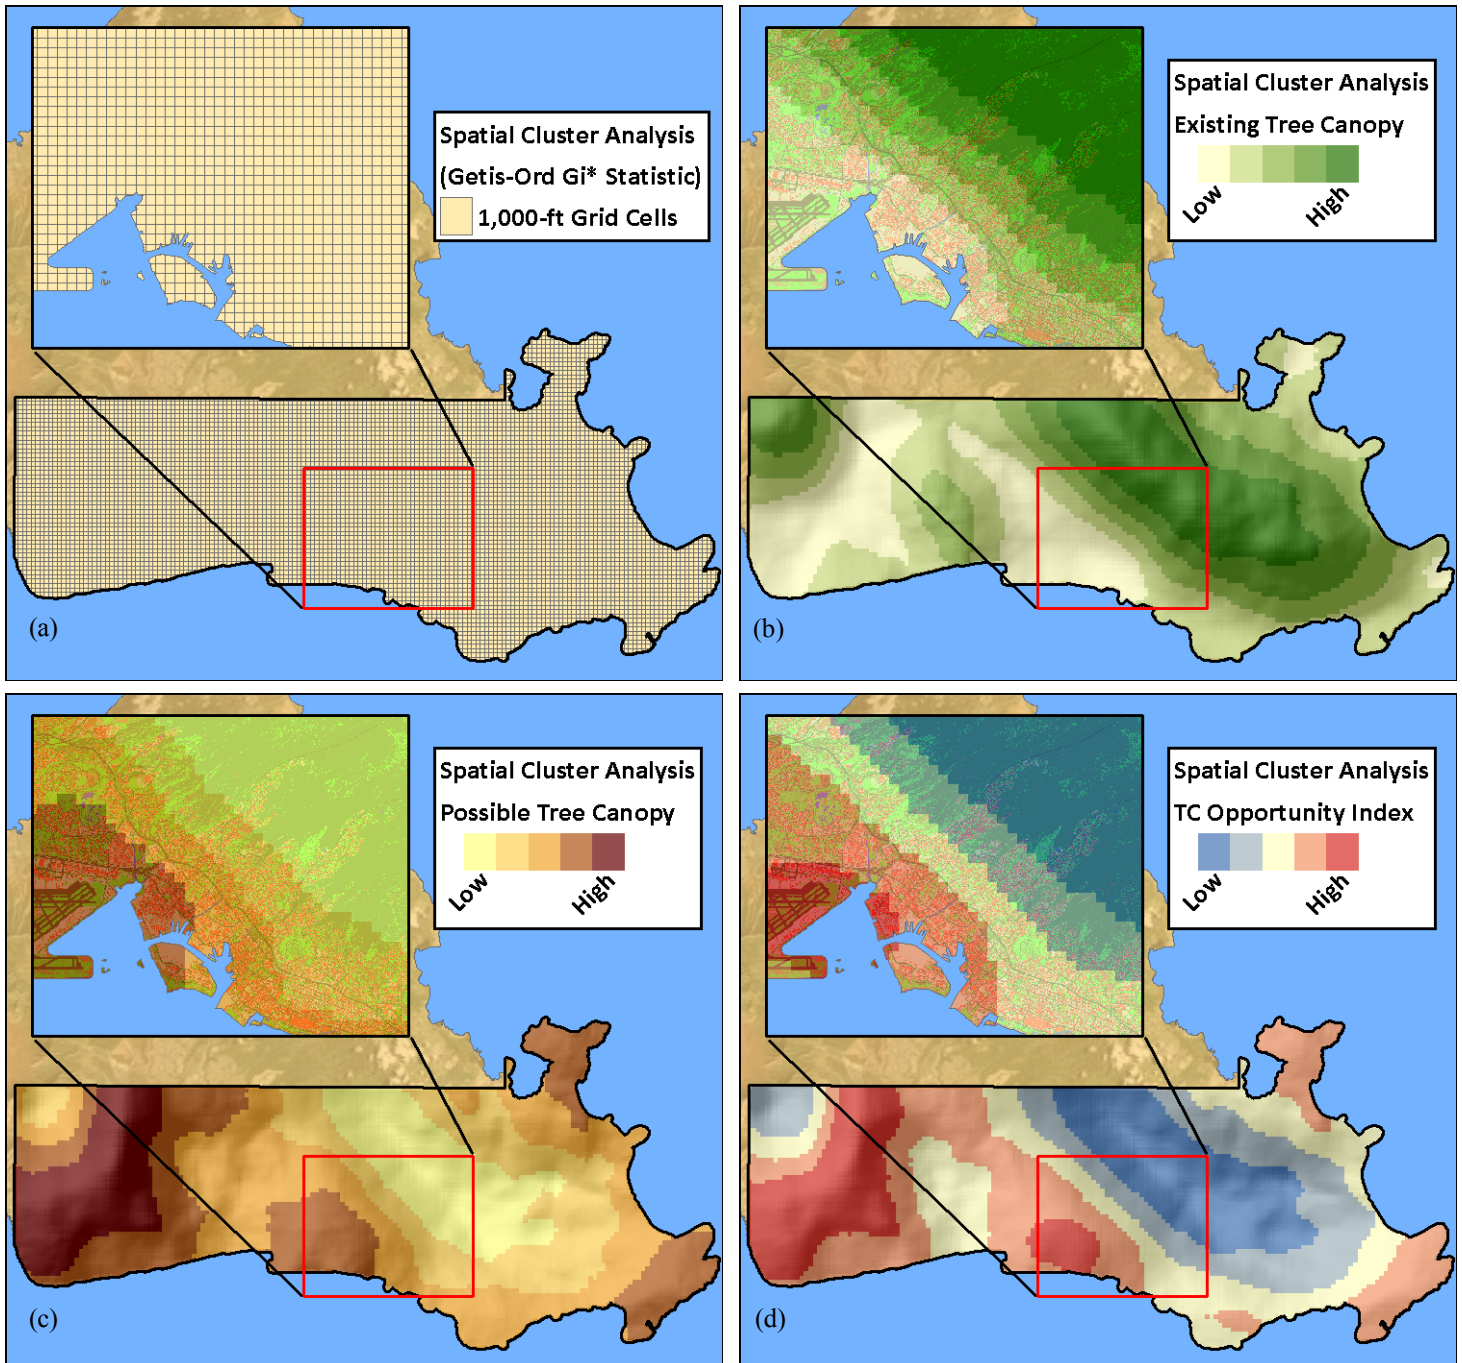 Spatial Cluster Analysis
(Getis-Ord Gi* Statistic)
1,000-ft Grid Cells
(a)
Spatial Cluster Analysis
Existing Tree Canopy
Low
High
(b)
Spatial Cluster Analysis
Possible Tree Canopy
Low
High
(c)
Spatial Cluster Analysis
TC Opportunity Index
Low
High
(d)